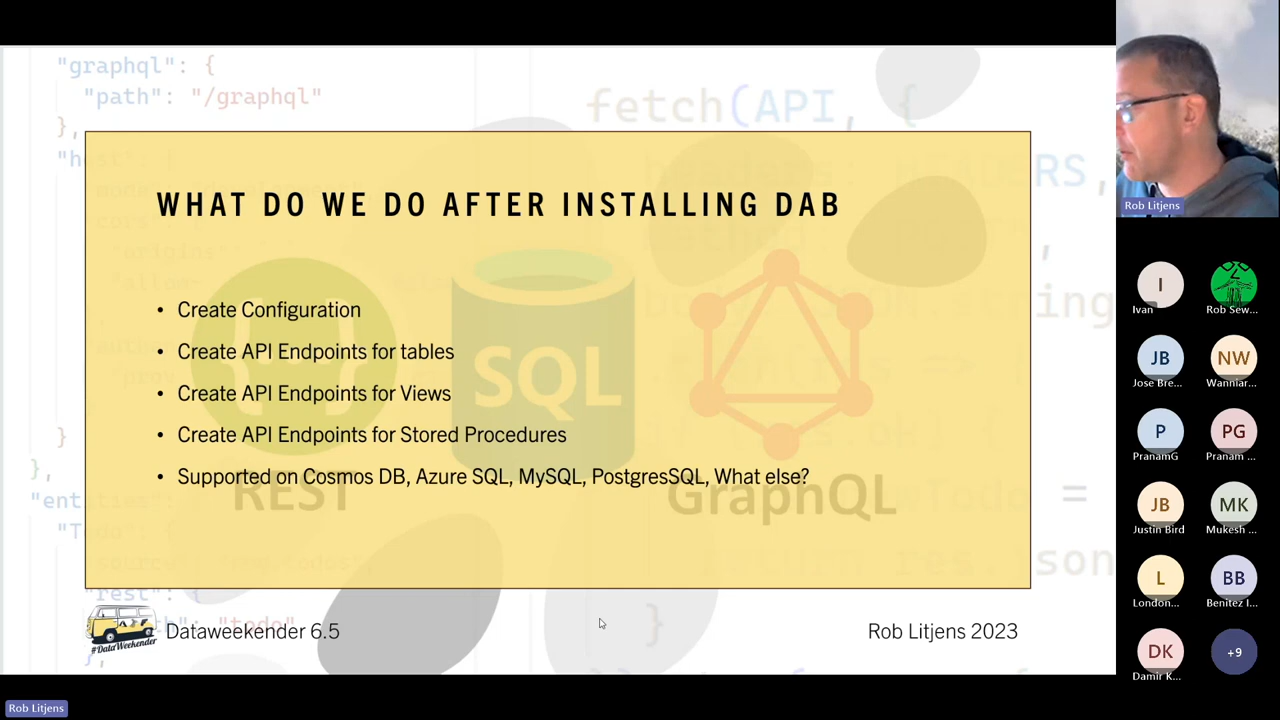 "graphql": {
"path": "/graphql"
},
fetch(API, {
WHAT DO WE DO AFTER INSTALLING DAB
• Create Configuration
• Create API Endpoints for tables
• Create API Endpoints for Views
• Create API Endpoints for Stored Procedures
• Supported on Cosmos DB, Azure SQL, MySQL, PostgresSQL, What else?
SQL
REST
GraphQL
#DataWeekender
Dataweekender 6.5
Rob Litjens 2023
Rob Litjens
I
Ivan
Rob Sew...
JB
Jose Bre...
NW
Wanniar...
P
PranamG
PG
Pranam ...
JB
Justin Bird
MK
Mukesh ...
L
London...
BB
Benitez I...
DK
Damir K...
+9
Rob Litjens